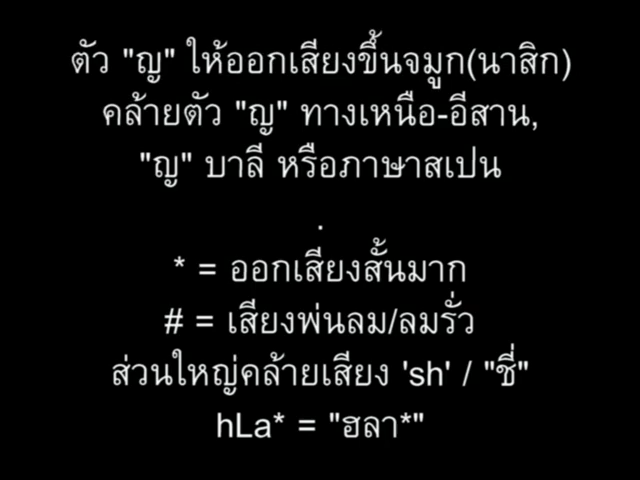 ตัว "ญ" ให้ออกเสียงขึ้นจมูก(นาสิก)
คล้ายตัว "ญ" ทางเหนือ-อีสาน,
"ญ" บาลี หรือภาษาสเปน
.
* = ออกเสียงสั้นมาก
# = เสียงพ่นลม/ลมรั่ว
ส่วนใหญ่คล้ายเสียง 'sh' / "ชี่"
hLa* = "ฮลา*"